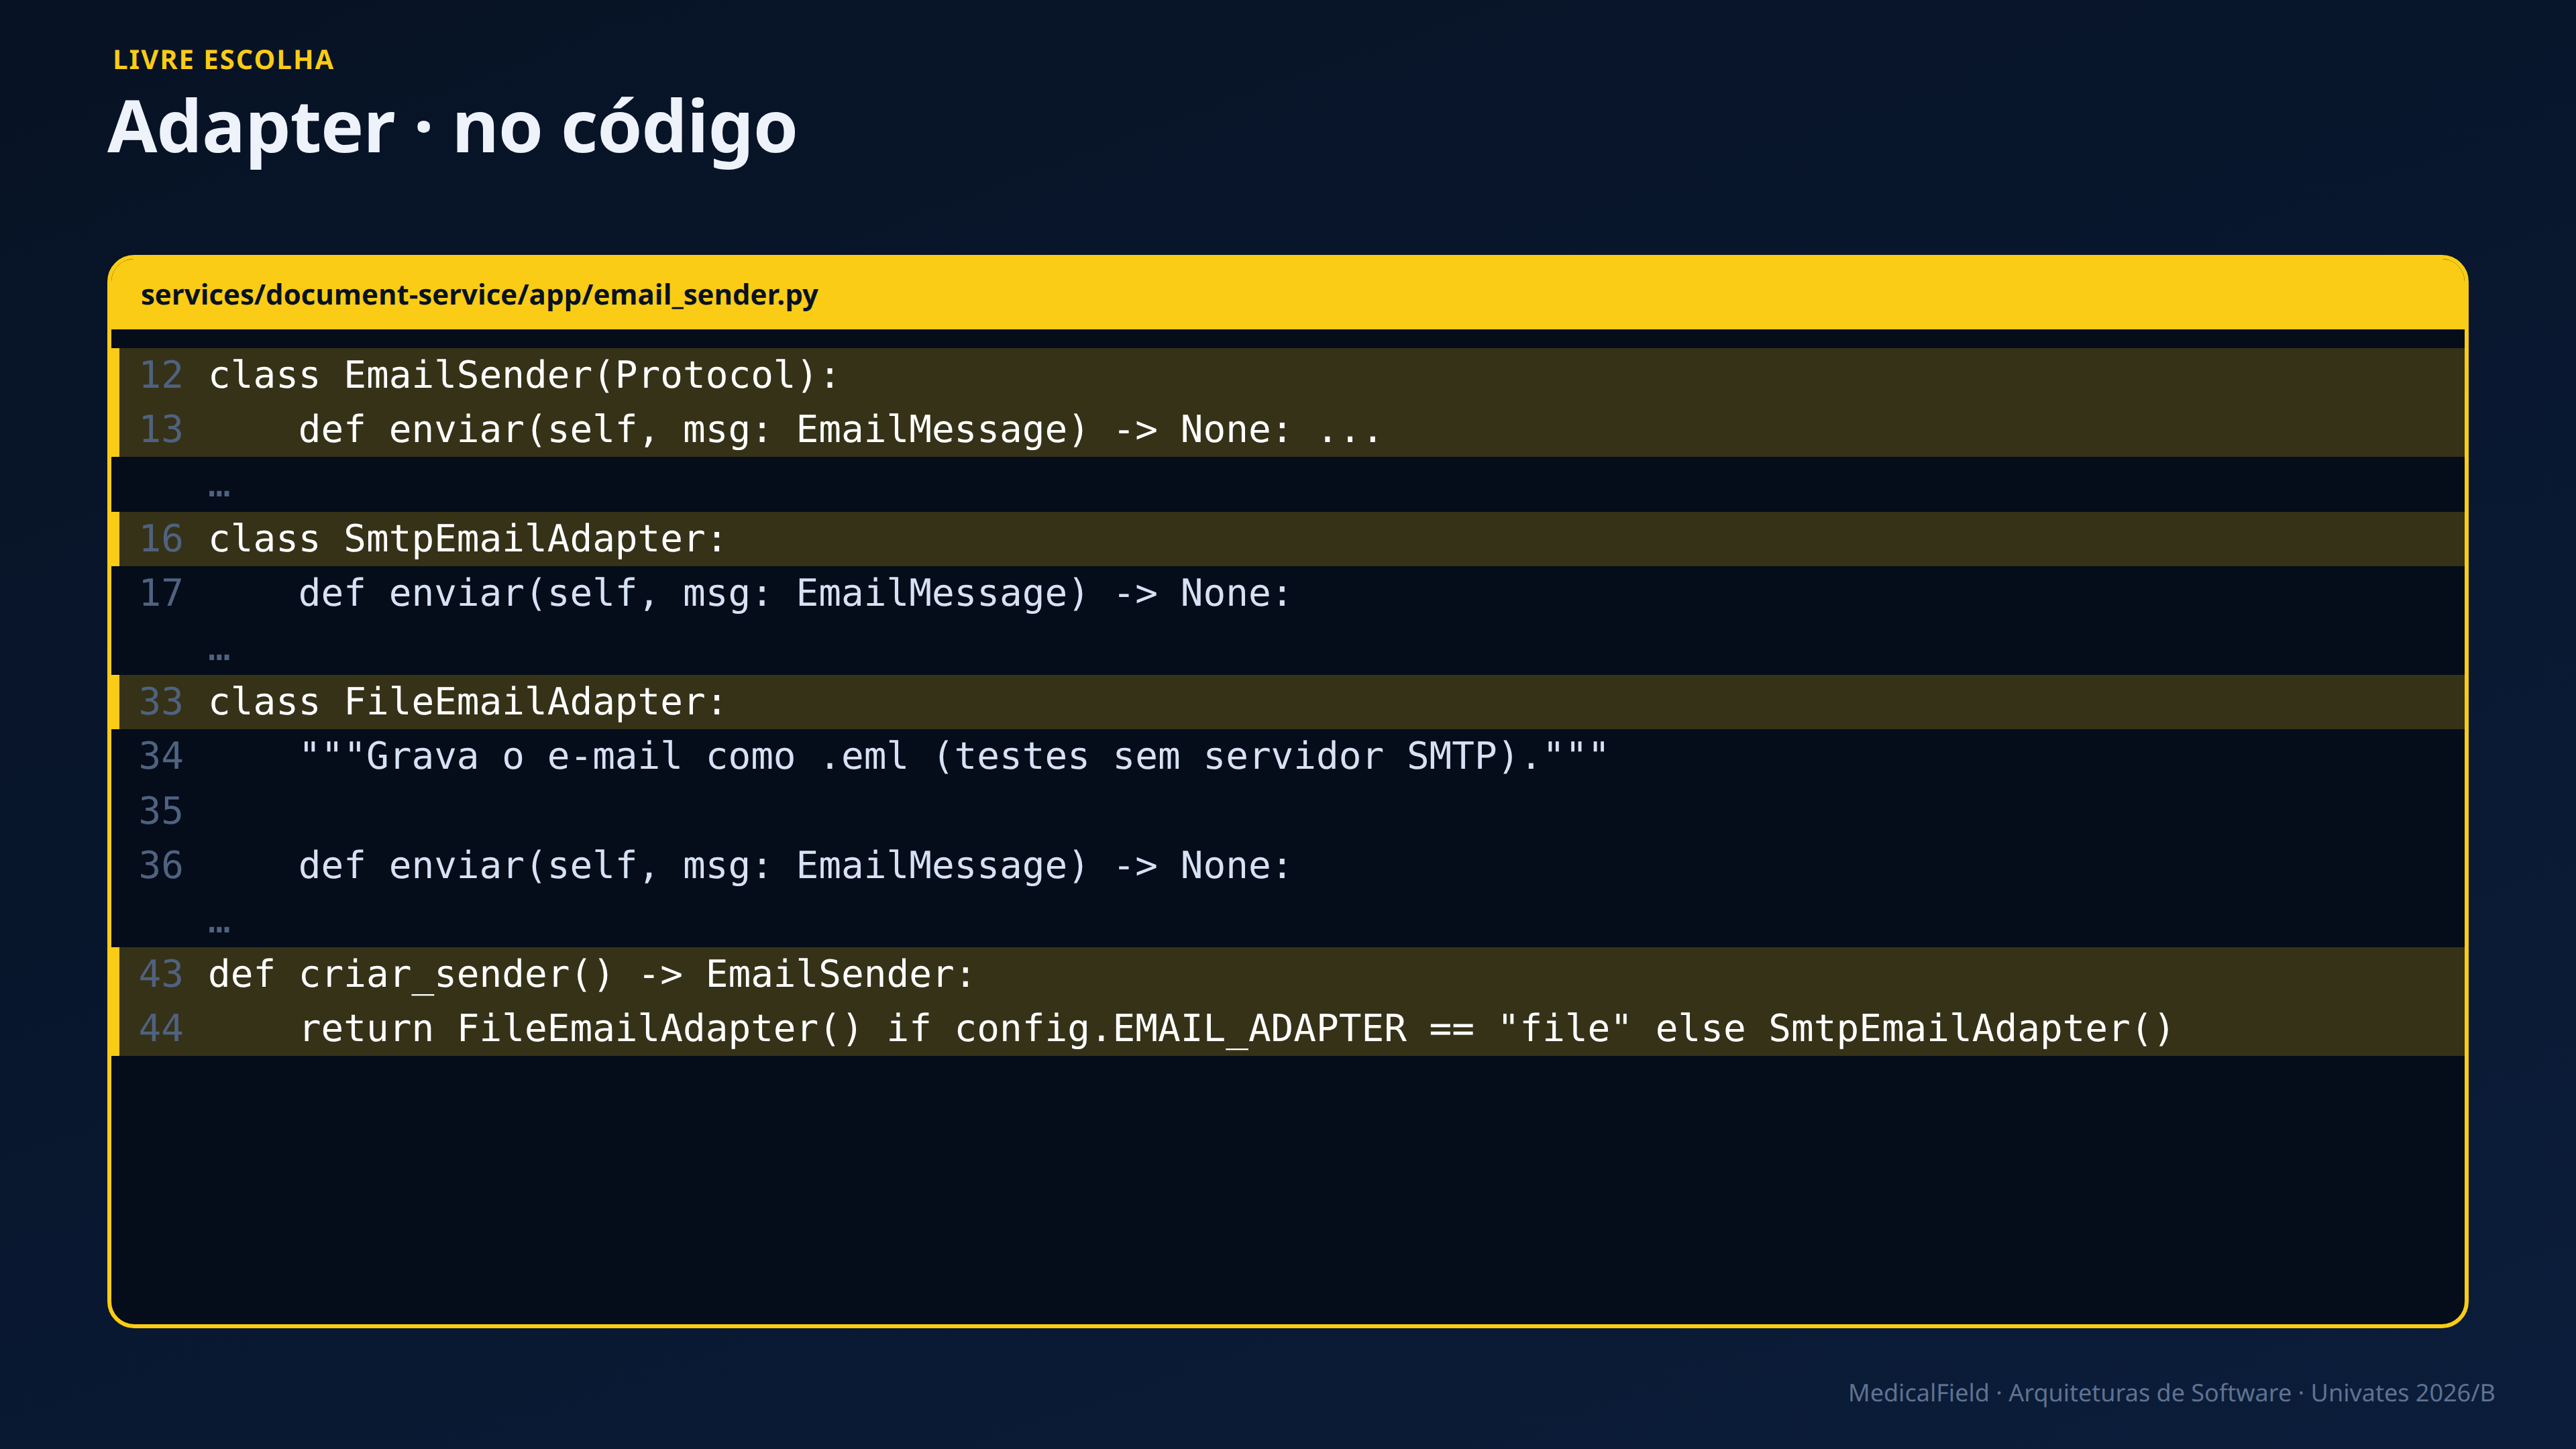 LIVRE ESCOLHA
Adapter · no código
services/document-service/app/email_sender.py
12 class EmailSender(Protocol):
13     def enviar(self, msg: EmailMessage) -> None: ...
…
16 class SmtpEmailAdapter:
17     def enviar(self, msg: EmailMessage) -> None:
…
33 class FileEmailAdapter:
34     """Grava o e-mail como .eml (testes sem servidor SMTP)."""
35
36     def enviar(self, msg: EmailMessage) -> None:
…
43 def criar_sender() -> EmailSender:
44     return FileEmailAdapter() if config.EMAIL_ADAPTER == "file" else SmtpEmailAdapter()
MedicalField · Arquiteturas de Software · Univates 2026/B